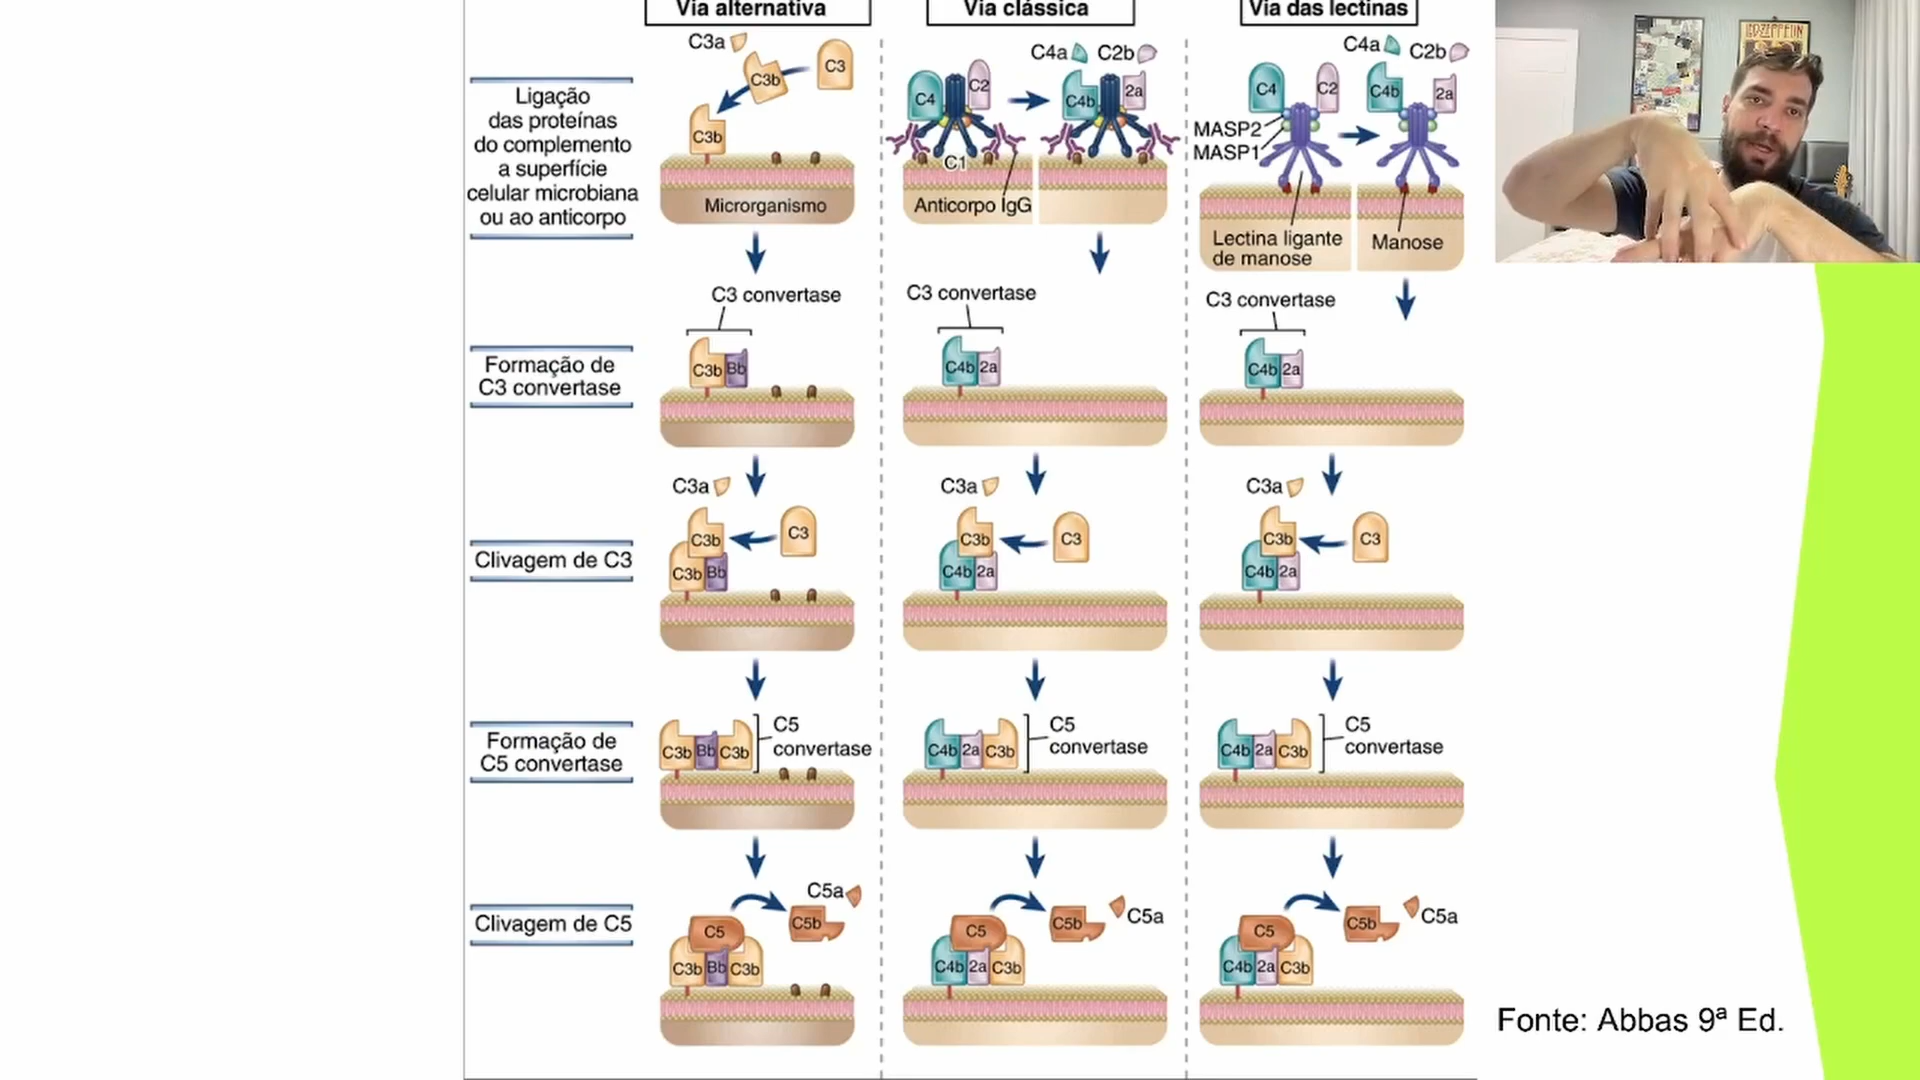 Via alternativa
Via clássica
Via das lectinas
Ligação
das proteínas
do complemento
a superfície
celular microbiana
ou ao anticorpo
C3a
C3b
C3
C3b
Microrganismo
C4
C2
C1
Anticorpo IgG
C4a
C2b
C4b
2a
C4
C2
MASP2
MASP1
Lectina ligante
de manose
C4a
C2b
C4b
2a
Manose
Formação de
C3 convertase
C3 convertase
C3b Bb
C3 convertase
C4b 2a
C3 convertase
C4b 2a
Clivagem de C3
C3a
C3b
C3
C3b Bb
C3a
C3b
C3
C4b 2a
C3a
C3b
C3
C4b 2a
Formação de
C5 convertase
C3b Bb C3b
C5
convertase
C4b 2a C3b
C5
convertase
C4b 2a C3b
C5
convertase
Clivagem de C5
C5a
C5b
C5
C3b Bb C3b
C5a
C5b
C5
C4b 2a C3b
C5a
C5b
C5
C4b 2a C3b
Fonte: Abbas 9ª Ed.
LED ZEPPELIN